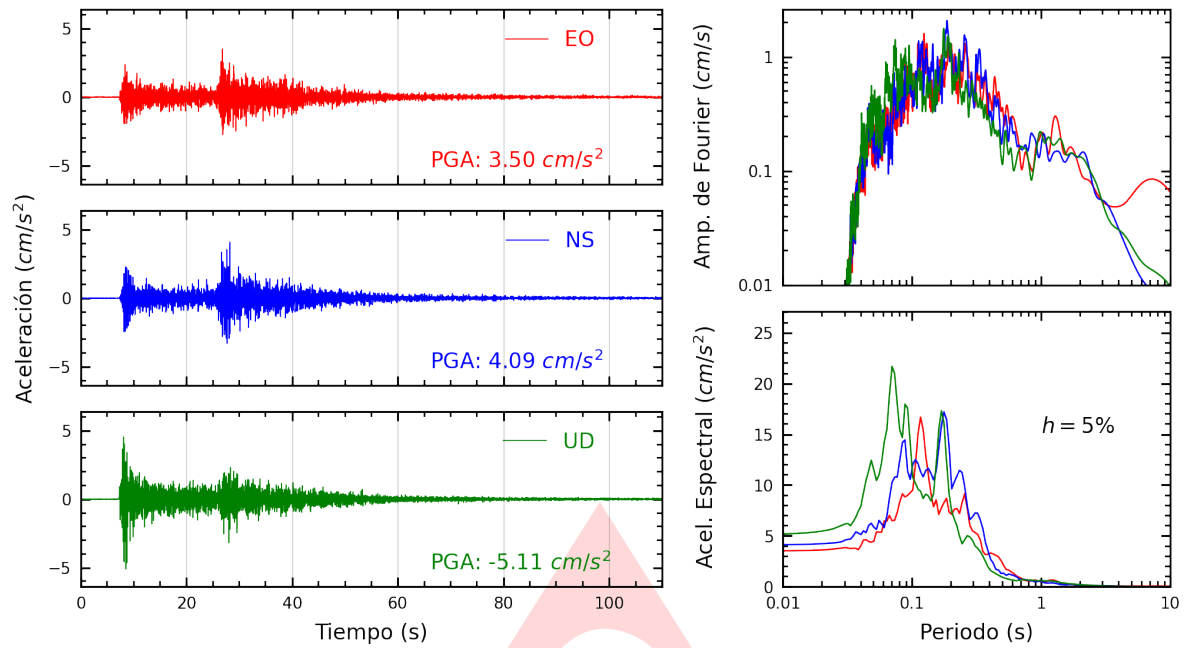 Aceleración (cm/s²)
5
0
−5
EO
PGA: 3.50 cm/s²
5
0
−5
NS
PGA: 4.09 cm/s²
5
0
−5
UD
PGA: -5.11 cm/s²
0 20 40 60 80 100
Tiempo (s)
Amp. de Fourier (cm/s)
1
0.1
0.01
Acel. Espectral (cm/s²)
25
20
15
10
5
0
h = 5%
0.01 0.1 1 10
Periodo (s)